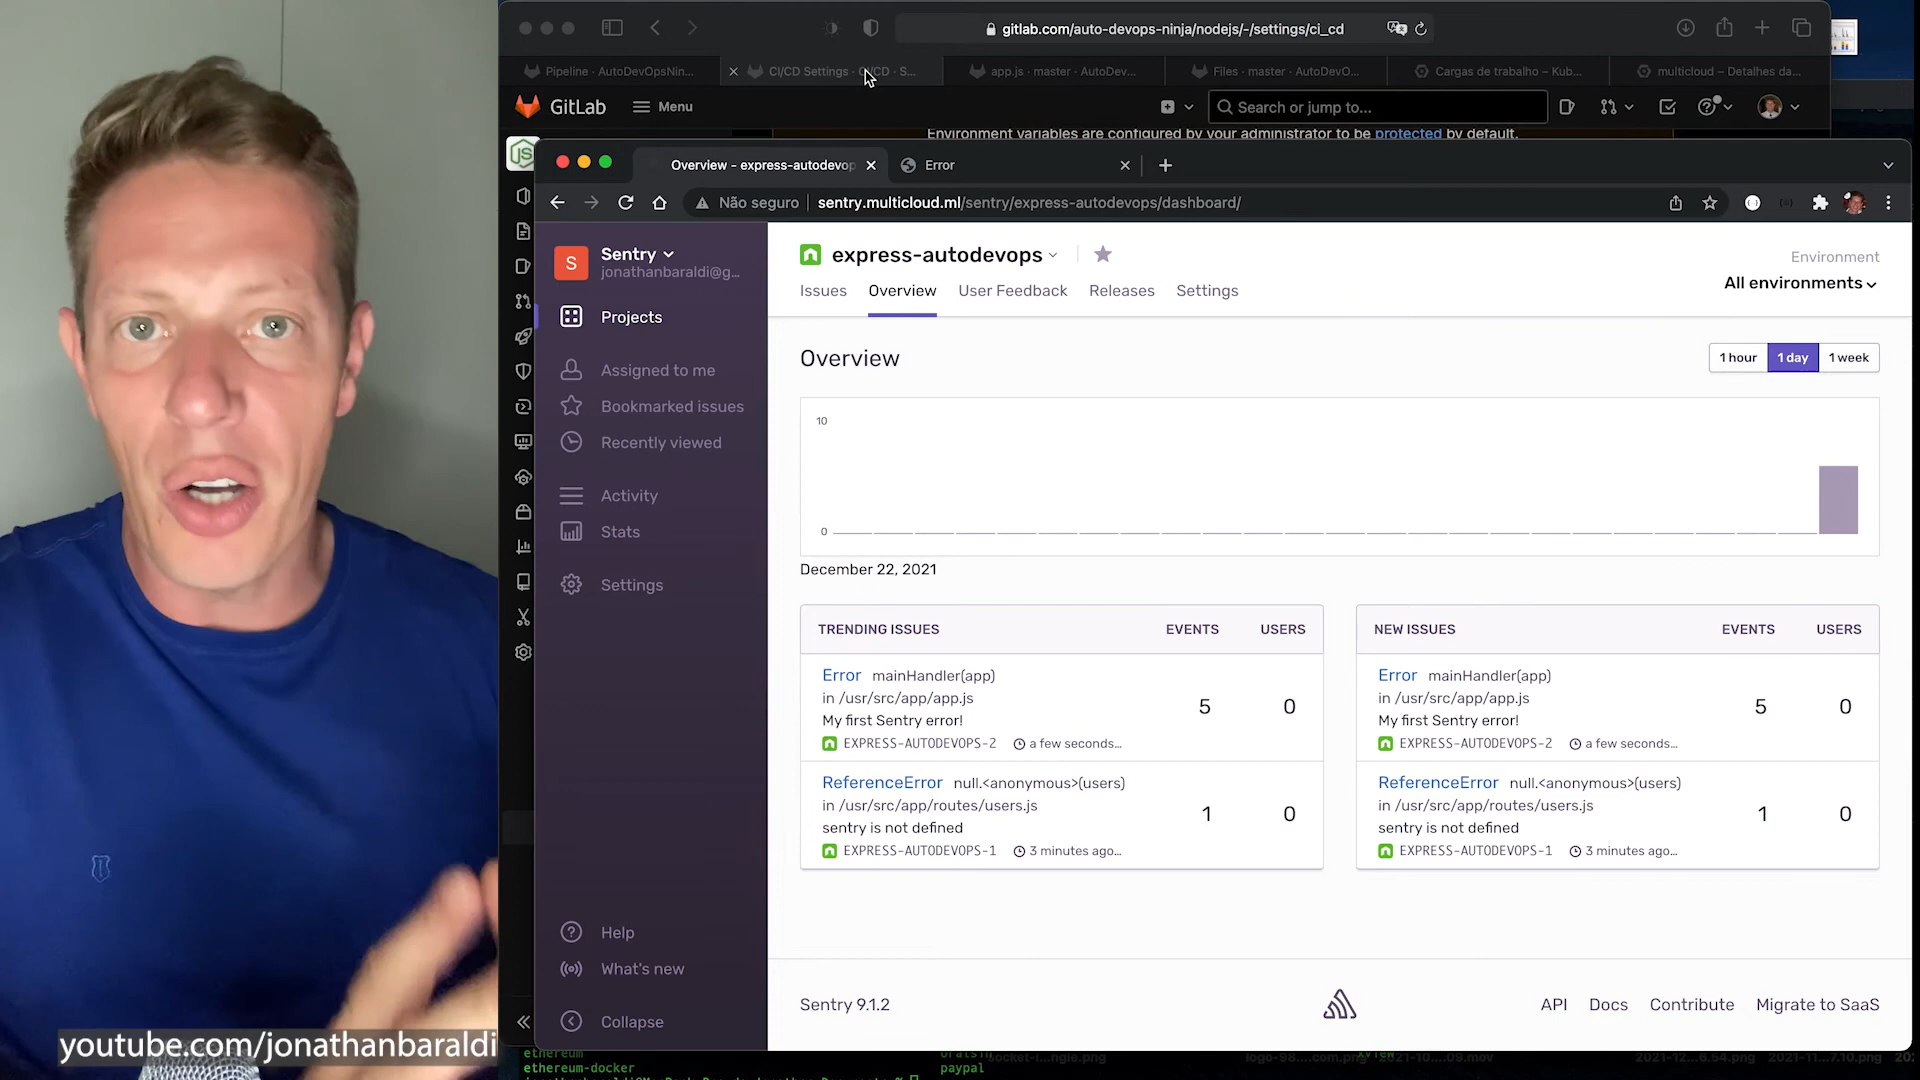 gitlab.com/auto-devops-ninja/nodejs/-/settings/ci_cd
Pipeline · AutoDevOpsNin...
CI/CD Settings · CI/CD · S...
app.js · master · AutoDev...
Files · master · AutoDevO...
Cargas de trabalho – Kub...
multicloud – Detalhes da...
GitLab
Menu
Search or jump to...
Environment variables are configured by your administrator to be protected by default.
JS
Overview - express-autodevop
Error
Não seguro
sentry.multicloud.ml/sentry/express-autodevops/dashboard/
S
Sentry
jonathanbaraldi@g...
Projects
Assigned to me
Bookmarked issues
Recently viewed
Activity
Stats
Settings
Help
What's new
Collapse
express-autodevops
Environment
All environments
Issues
Overview
User Feedback
Releases
Settings
Overview
1 hour
1 day
1 week
10
0
December 22, 2021
TRENDING ISSUES EVENTS USERS
Error mainHandler(app)
in /usr/src/app/app.js
My first Sentry error!
EXPRESS-AUTODEVOPS-2 a few seconds...
5 0
ReferenceError null.<anonymous>(users)
in /usr/src/app/routes/users.js
sentry is not defined
EXPRESS-AUTODEVOPS-1 3 minutes ago...
1 0
NEW ISSUES EVENTS USERS
Error mainHandler(app)
in /usr/src/app/app.js
My first Sentry error!
EXPRESS-AUTODEVOPS-2 a few seconds...
5 0
ReferenceError null.<anonymous>(users)
in /usr/src/app/routes/users.js
sentry is not defined
EXPRESS-AUTODEVOPS-1 3 minutes ago...
1 0
Sentry 9.1.2
API
Docs
Contribute
Migrate to SaaS
youtube.com/jonathanbaraldi
ethereum
ethereum-docker
paypal